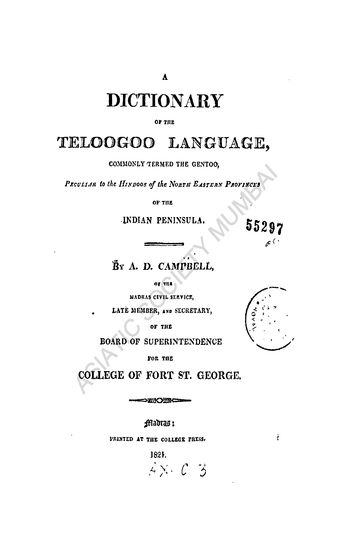 A
DICTIONARY
OF THE
TELOOGOO LANGUAGE,
COMMONLY TERMED THE GENTOO,
PECULIAR to the HINDOOS of the NORTH EASTERN PROVINCES
OF THE
INDIAN PENINSULA.
55297
BY A. D. CAMPBELL,
OF THE
MADRAS CIVIL SERVICE,
LATE MEMBER, AND SECRETARY,
OF THE
BOARD OF SUPERINTENDENCE
FOR THE
COLLEGE OF FORT ST. GEORGE.
Madras:
PRINTED AT THE COLLEGE PRESS.
1821.
C 3
ASIATIC SOCIETY MUMBAI